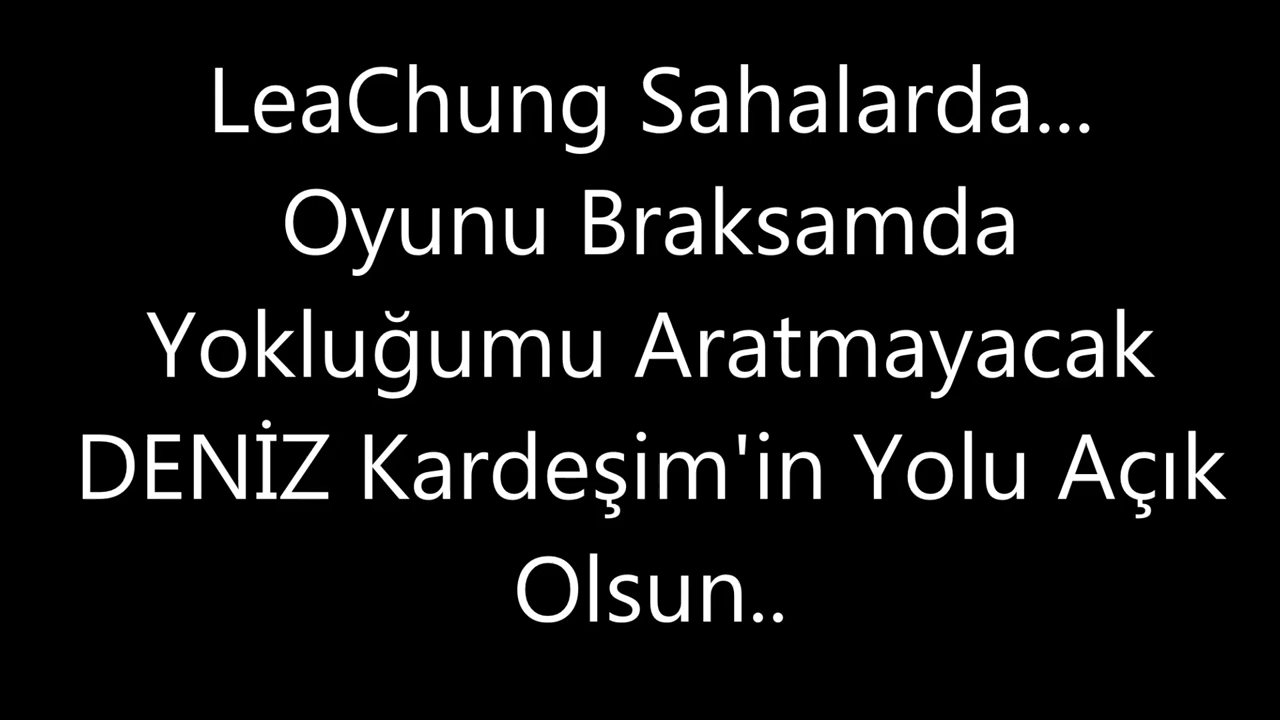 LeaChung Sahalarda...
Oyunu Braksamda
Yokluğumu Aratmayacak
DENİZ Kardeşim'in Yolu Açık
Olsun..